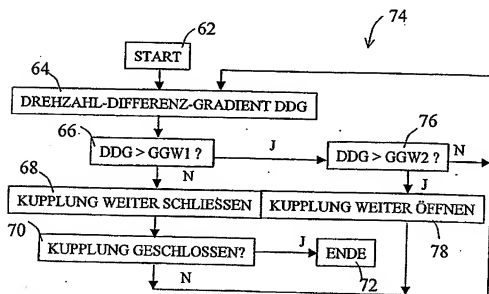 62
74
START
64
DREHZAHL-DIFFERENZ-GRADIENT DDG
66
76
DDG > GGW1 ?
J
DDG > GGW2 ?
N
68
N
J
KUPPLUNG WEITER SCHLIESSEN
KUPPLUNG WEITER ÖFFNEN
70
KUPPLUNG GESCHLOSSEN?
J
ENDE
78
N
72